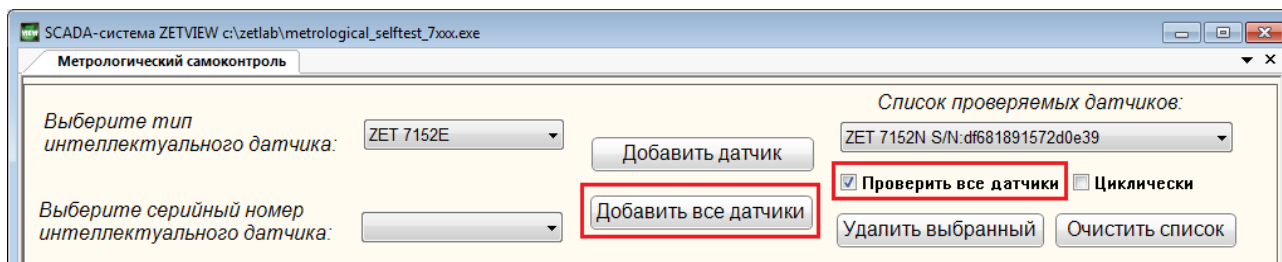 SCADA-система ZETVIEW c:\zetlab\metrological_selftest_7xxx.exe
Метрологический самоконтроль
Выберите тип
интеллектуального датчика:
ZET 7152E
Добавить датчик
Список проверяемых датчиков:
ZET 7152N S/N:df681891572d0e39
Проверить все датчики
Циклически
Выберите серийный номер
интеллектуального датчика:
Добавить все датчики
Удалить выбранный
Очистить список